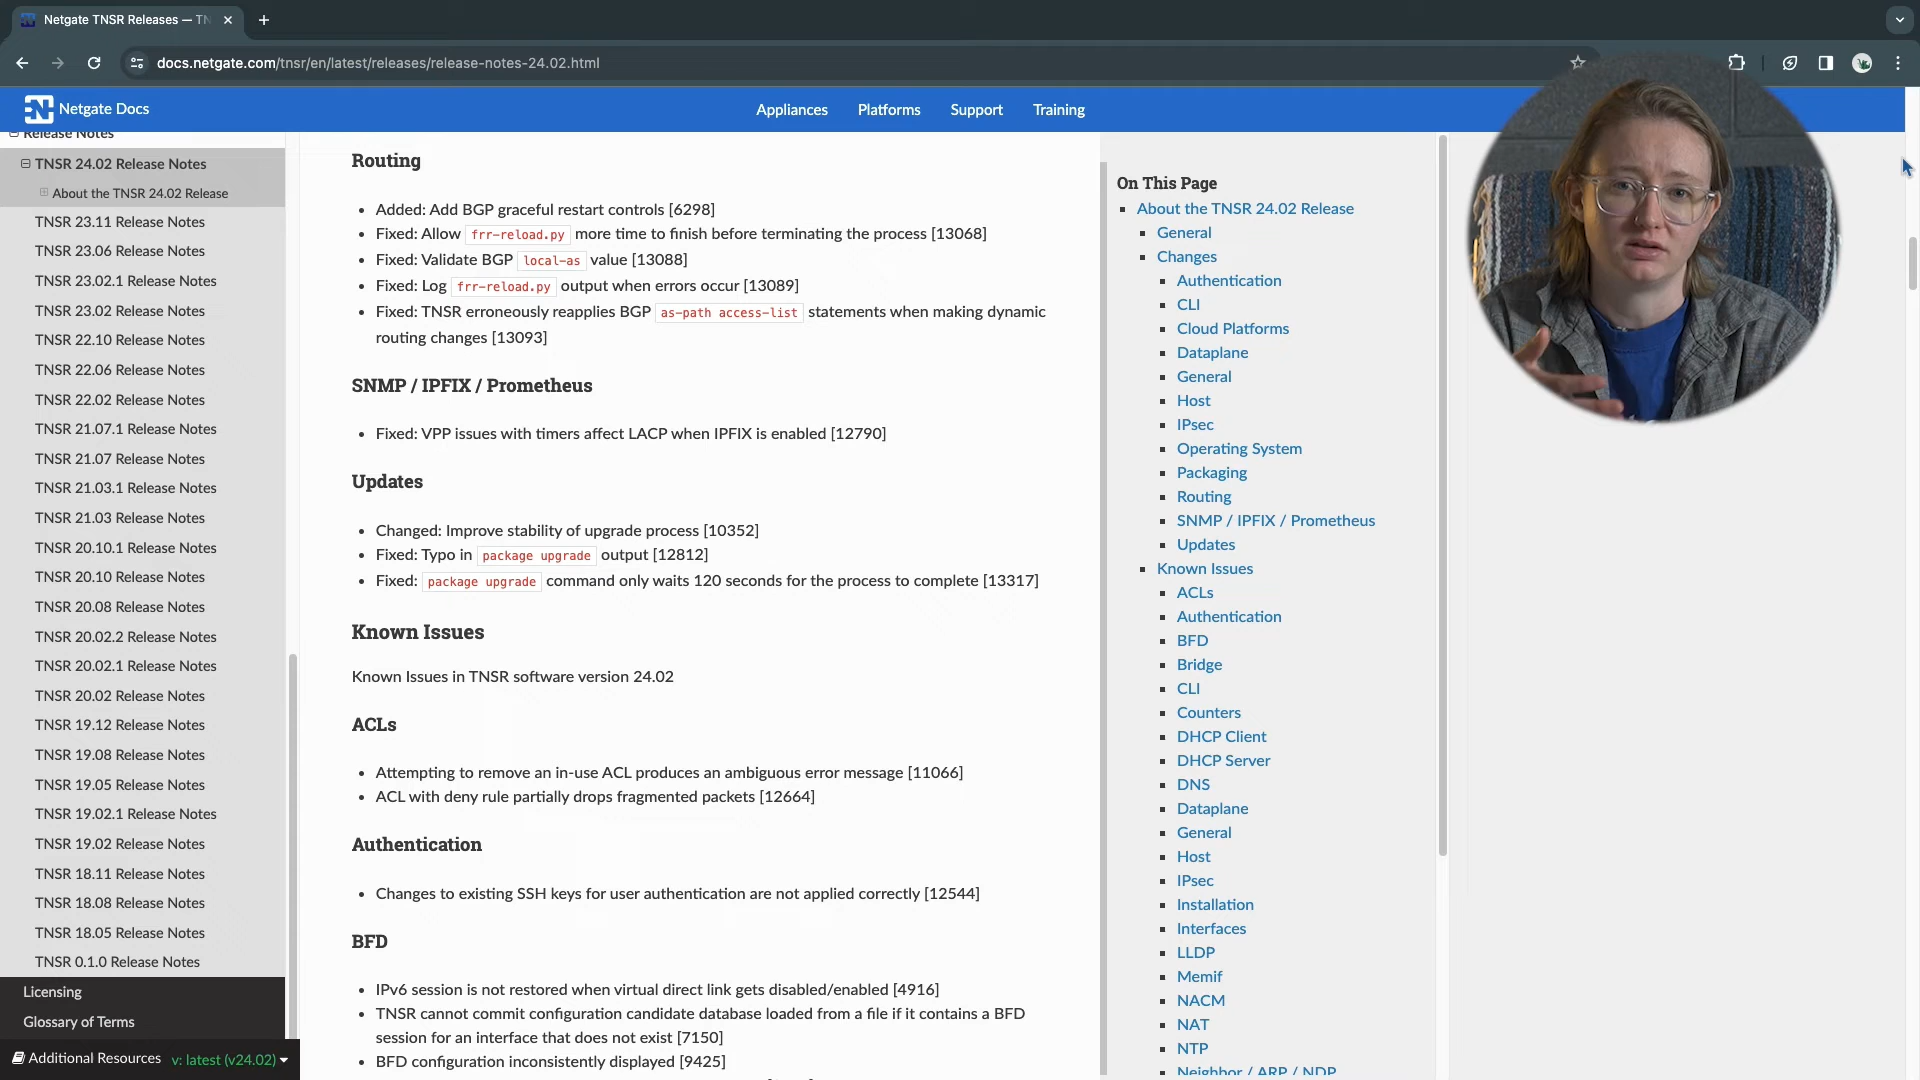 Netgate TNSR Releases — TN
docs.netgate.com/tnsr/en/latest/releases/release-notes-24.02.html
Netgate Docs
Appliances
Platforms
Support
Training
Release Notes
TNSR 24.02 Release Notes
About the TNSR 24.02 Release
TNSR 23.11 Release Notes
TNSR 23.06 Release Notes
TNSR 23.02.1 Release Notes
TNSR 23.02 Release Notes
TNSR 22.10 Release Notes
TNSR 22.06 Release Notes
TNSR 22.02 Release Notes
TNSR 21.07.1 Release Notes
TNSR 21.07 Release Notes
TNSR 21.03.1 Release Notes
TNSR 21.03 Release Notes
TNSR 20.10.1 Release Notes
TNSR 20.10 Release Notes
TNSR 20.08 Release Notes
TNSR 20.02.2 Release Notes
TNSR 20.02.1 Release Notes
TNSR 20.02 Release Notes
TNSR 19.12 Release Notes
TNSR 19.08 Release Notes
TNSR 19.05 Release Notes
TNSR 19.02.1 Release Notes
TNSR 19.02 Release Notes
TNSR 18.11 Release Notes
TNSR 18.08 Release Notes
TNSR 18.05 Release Notes
TNSR 0.1.0 Release Notes
Licensing
Glossary of Terms
Additional Resources v: latest (v24.02)
Routing
Added: Add BGP graceful restart controls [6298]
Fixed: Allow frr-reload.py more time to finish before terminating the process [13068]
Fixed: Validate BGP local-as value [13088]
Fixed: Log frr-reload.py output when errors occur [13089]
Fixed: TNSR erroneously reapplies BGP as-path access-list statements when making dynamic
routing changes [13093]
SNMP / IPFIX / Prometheus
Fixed: VPP issues with timers affect LACP when IPFIX is enabled [12790]
Updates
Changed: Improve stability of upgrade process [10352]
Fixed: Typo in package upgrade output [12812]
Fixed: package upgrade command only waits 120 seconds for the process to complete [13317]
Known Issues
Known Issues in TNSR software version 24.02
ACLs
Attempting to remove an in-use ACL produces an ambiguous error message [11066]
ACL with deny rule partially drops fragmented packets [12664]
Authentication
Changes to existing SSH keys for user authentication are not applied correctly [12544]
BFD
IPv6 session is not restored when virtual direct link gets disabled/enabled [4916]
TNSR cannot commit configuration candidate database loaded from a file if it contains a BFD
session for an interface that does not exist [7150]
BFD configuration inconsistently displayed [9425]
On This Page
About the TNSR 24.02 Release
General
Changes
Authentication
CLI
Cloud Platforms
Dataplane
General
Host
IPsec
Operating System
Packaging
Routing
SNMP / IPFIX / Prometheus
Updates
Known Issues
ACLs
Authentication
BFD
Bridge
CLI
Counters
DHCP Client
DHCP Server
DNS
Dataplane
General
Host
IPsec
Installation
Interfaces
LLDP
Memif
NACM
NAT
NTP
Neighbor / ARP / NDP